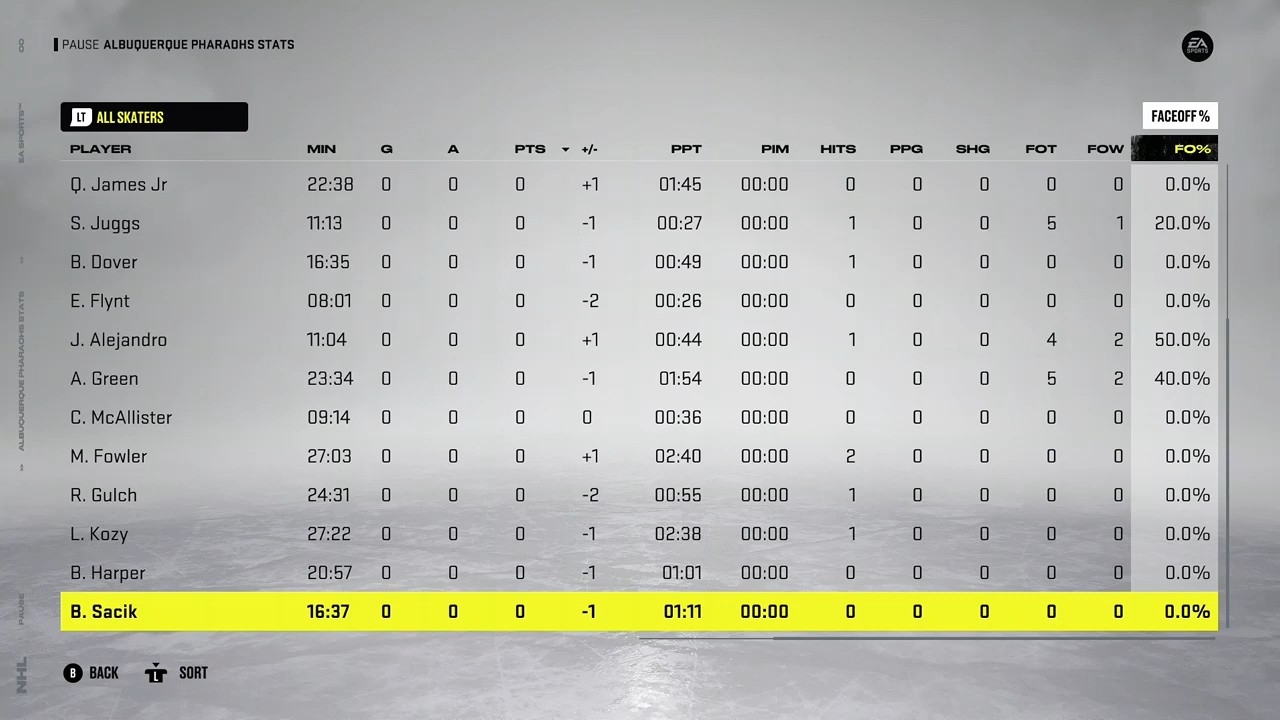 PAUSE ALBUQUERQUE PHARAOHS STATS
EA SPORTS
LT ALL SKATERS
FACEOFF %
PLAYER MIN G A PTS +/- PPT PIM HITS PPG SHG FOT FOW FO%
Q. James Jr 22:38 0 0 0 +1 01:45 00:00 0 0 0 0 0 0.0%
S. Juggs 11:13 0 0 0 -1 00:27 00:00 1 0 0 5 1 20.0%
B. Dover 16:35 0 0 0 -1 00:49 00:00 1 0 0 0 0 0.0%
E. Flynt 08:01 0 0 0 -2 00:26 00:00 0 0 0 0 0 0.0%
J. Alejandro 11:04 0 0 0 +1 00:44 00:00 1 0 0 4 2 50.0%
A. Green 23:34 0 0 0 -1 01:54 00:00 0 0 0 5 2 40.0%
C. McAllister 09:14 0 0 0 0 00:36 00:00 0 0 0 0 0 0.0%
M. Fowler 27:03 0 0 0 +1 02:40 00:00 2 0 0 0 0 0.0%
R. Gulch 24:31 0 0 0 -2 00:55 00:00 1 0 0 0 0 0.0%
L. Kozy 27:22 0 0 0 -1 02:38 00:00 1 0 0 0 0 0.0%
B. Harper 20:57 0 0 0 -1 01:01 00:00 0 0 0 0 0 0.0%
B. Sacik 16:37 0 0 0 -1 01:11 00:00 0 0 0 0 0 0.0%
B BACK L SORT
NHL PAUSE >> ALBUQUERQUE PHARAOHS STATS >> EA SPORTS™